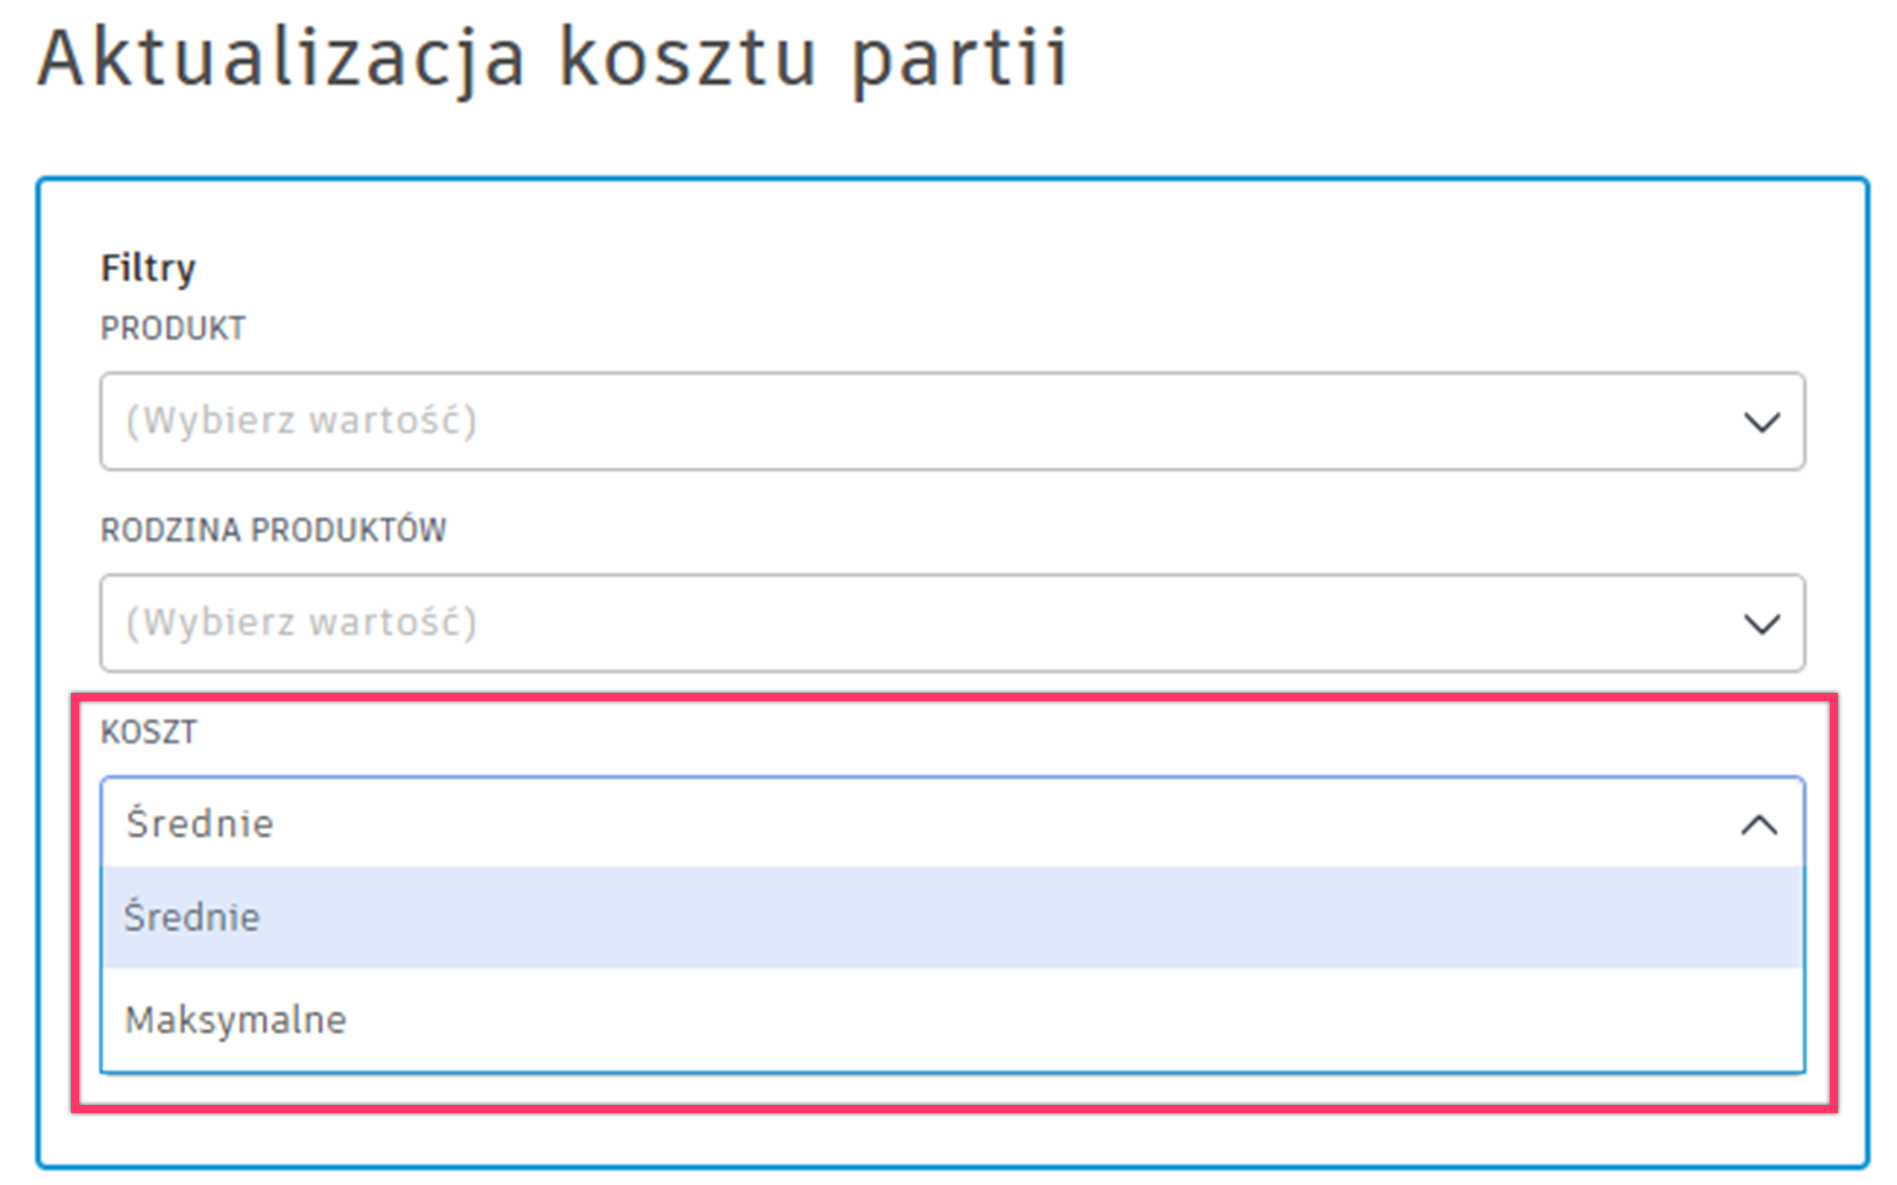 Aktualizacja kosztu partii
Filtry
PRODUKT
(Wybierz wartość)
RODZINA PRODUKTÓW
(Wybierz wartość)
KOSZT
Średnie
Średnie
Maksymalne